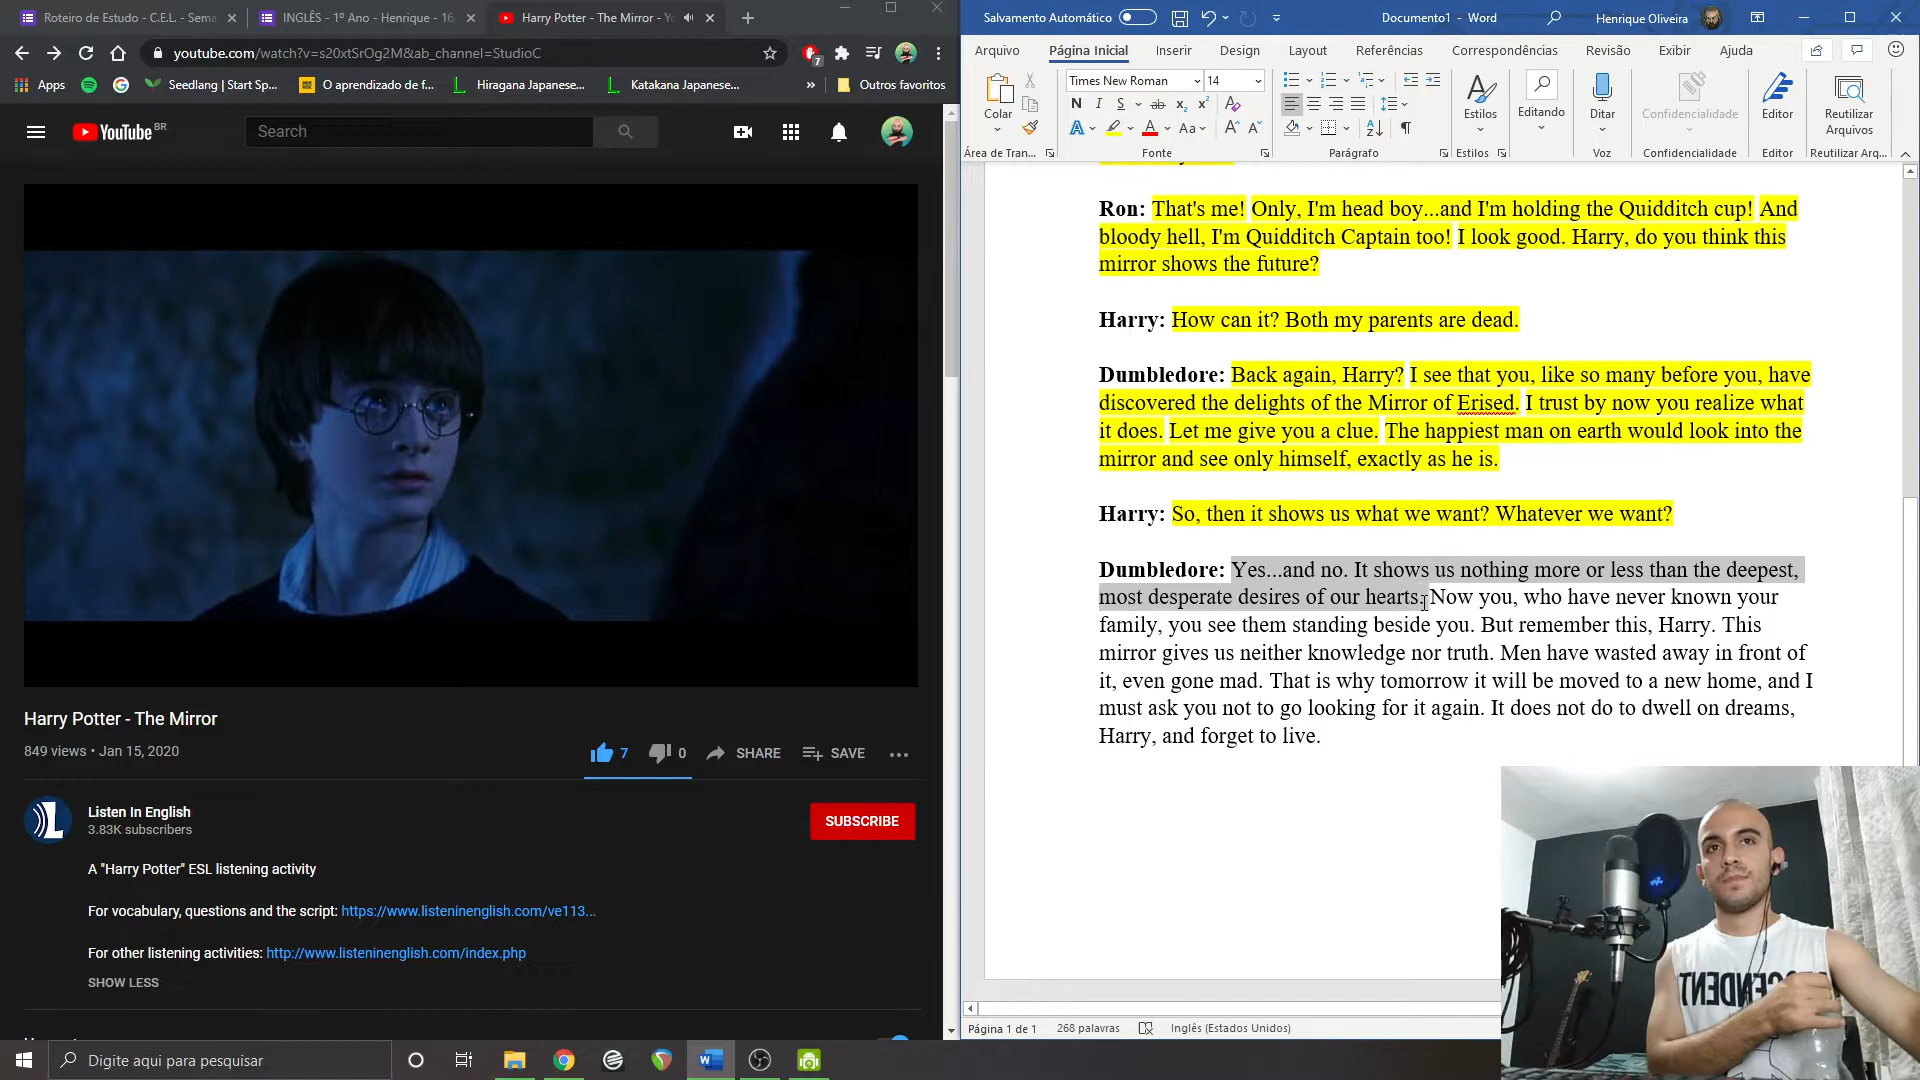 Roteiro de Estudo - C.E.L. - Sema
INGLÊS - 1º Ano - Henrique - 16
Harry Potter - The Mirror - Y
youtube.com/watch?v=s20xtSrOg2M&ab_channel=StudioC
7
Apps
Seedlang | Start Sp...
O aprendizado de f...
Hiragana Japanese...
Katakana Japanese...
»
Outros favoritos
YouTube BR
Search
Harry Potter - The Mirror
849 views • Jan 15, 2020
7
0
SHARE
SAVE
Listen In English
3.83K subscribers
SUBSCRIBE
A "Harry Potter" ESL listening activity
For vocabulary, questions and the script: https://www.listeninenglish.com/ve113...
For other listening activities: http://www.listeninenglish.com/index.php
SHOW LESS
Digite aqui para pesquisar
Salvamento Automático
Documento1 - Word
Henrique Oliveira
Arquivo
Página Inicial
Inserir
Design
Layout
Referências
Correspondências
Revisão
Exibir
Ajuda
Colar
Times New Roman
14
N I S ab x₂ x²
A Aa A A
Estilos
Editando
Ditar
Confidencialidade
Editor
Reutilizar
Arquivos
Área de Tran...
Fonte
Parágrafo
Estilos
Voz
Confidencialidade
Editor
Reutilizar Arq...
Ron: That's me! Only, I'm head boy...and I'm holding the Quidditch cup! And
bloody hell, I'm Quidditch Captain too! I look good. Harry, do you think this
mirror shows the future?
Harry: How can it? Both my parents are dead.
Dumbledore: Back again, Harry? I see that you, like so many before you, have
discovered the delights of the Mirror of Erised. I trust by now you realize what
it does. Let me give you a clue. The happiest man on earth would look into the
mirror and see only himself, exactly as he is.
Harry: So, then it shows us what we want? Whatever we want?
Dumbledore: Yes...and no. It shows us nothing more or less than the deepest,
most desperate desires of our hearts. Now you, who have never known your
family, you see them standing beside you. But remember this, Harry. This
mirror gives us neither knowledge nor truth. Men have wasted away in front of
it, even gone mad. That is why tomorrow it will be moved to a new home, and I
must ask you not to go looking for it again. It does not do to dwell on dreams,
Harry, and forget to live.
Página 1 de 1
268 palavras
Inglês (Estados Unidos)